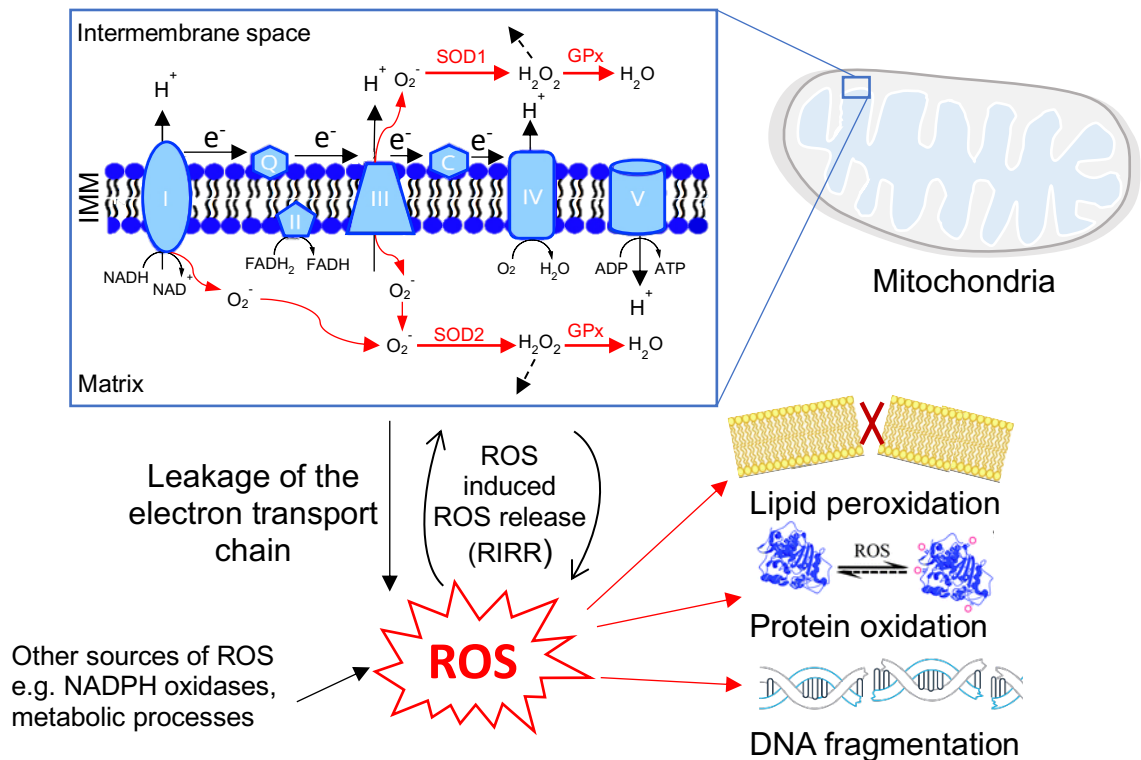 Intermembrane space
SOD1
GPx
H⁺
H⁺
O₂⁻
H₂O₂
H₂O
H⁺
e⁻
e⁻
e⁻
e⁻
Q
C
IMM
I
II
III
IV
V
NADH
NAD⁺
FADH₂
FADH
O₂
H₂O
ADP
ATP
O₂⁻
O₂⁻
H⁺
O₂⁻
SOD2
H₂O₂
GPx
H₂O
Matrix
Mitochondria
Leakage of the
electron transport
chain
ROS
induced
ROS release
(RIRR)
Lipid peroxidation
ROS
Protein oxidation
ROS
Other sources of ROS
e.g. NADPH oxidases,
metabolic processes
DNA fragmentation